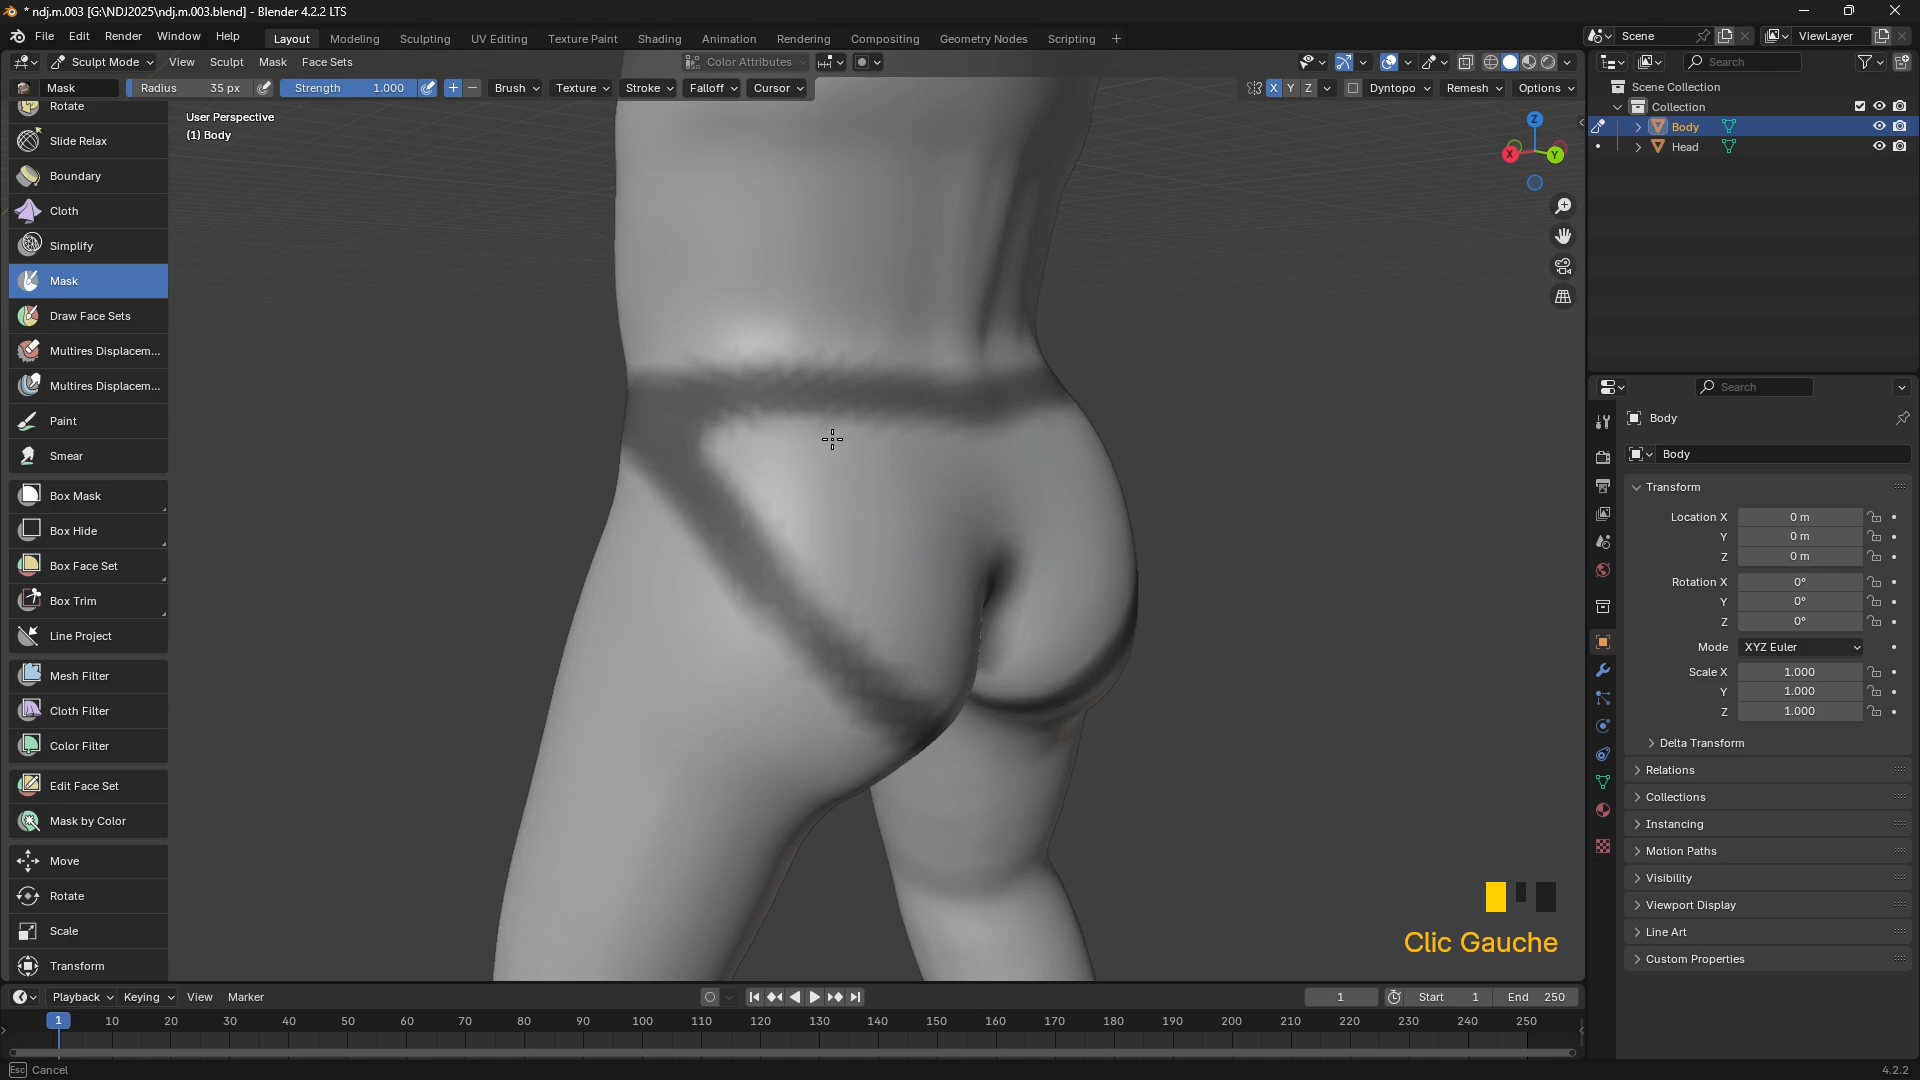 * ndj.m.003 [G:\NDJ2025\ndj.m.003.blend] - Blender 4.2.2 LTS
File Edit Render Window Help
Layout Modeling Sculpting UV Editing Texture Paint Shading Animation Rendering Compositing Geometry Nodes Scripting +
Scene
ViewLayer
Sculpt Mode View Sculpt Mask Face Sets
Color Attributes
Search
Mask Radius 35 px Strength 1.000 Brush Texture Stroke Falloff Cursor
X Y Z Dyntopo Remesh Options
Scene Collection
Collection
Body
Head
User Perspective
(1) Body
Z
X
Y
Rotate
Slide Relax
Boundary
Cloth
Simplify
Mask
Draw Face Sets
Multires Displacem...
Multires Displacem...
Paint
Smear
Box Mask
Box Hide
Box Face Set
Box Trim
Line Project
Mesh Filter
Cloth Filter
Color Filter
Edit Face Set
Mask by Color
Move
Rotate
Scale
Transform
Clic Gauche
Search
Body
Body
Transform
Location X 0 m
Y 0 m
Z 0 m
Rotation X 0°
Y 0°
Z 0°
Mode XYZ Euler
Scale X 1.000
Y 1.000
Z 1.000
Delta Transform
Relations
Collections
Instancing
Motion Paths
Visibility
Viewport Display
Line Art
Custom Properties
Playback Keying View Marker
1 Start 1 End 250
1 10 20 30 40 50 60 70 80 90 100 110 120 130 140 150 160 170 180 190 200 210 220 230 240 250
Esc Cancel
4.2.2